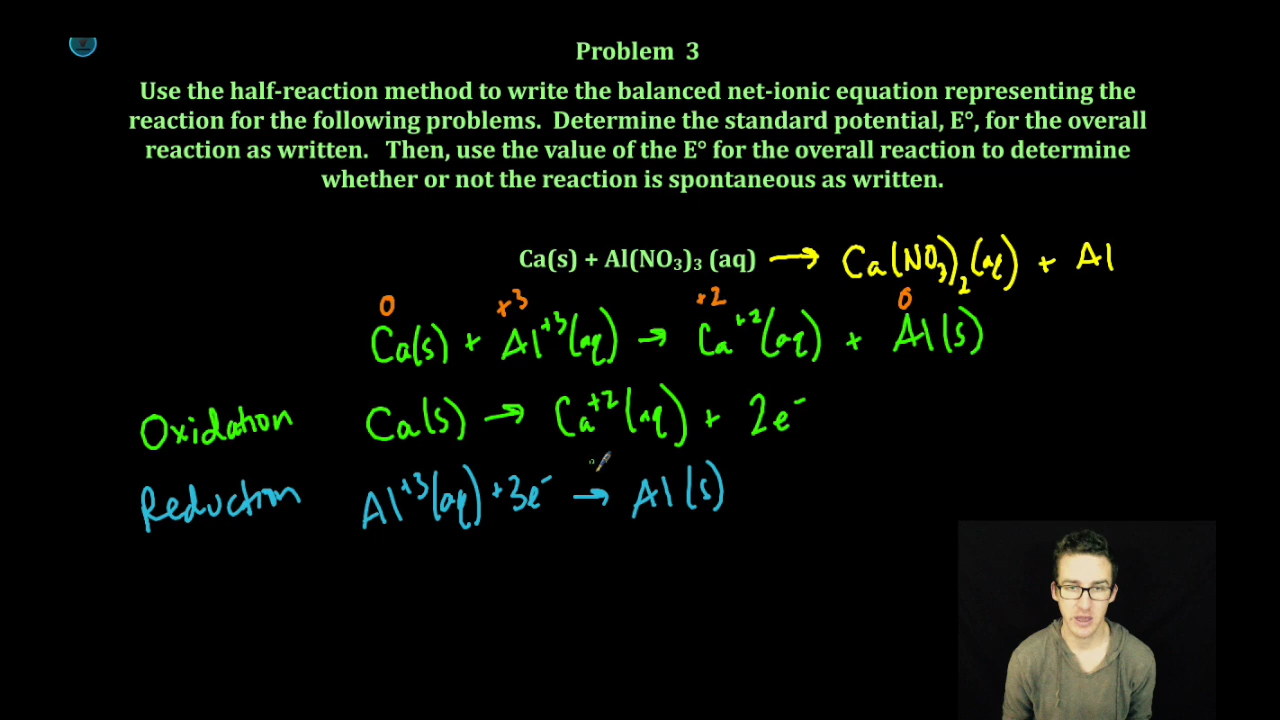 Problem 3
Use the half-reaction method to write the balanced net-ionic equation representing the
reaction for the following problems. Determine the standard potential, E°, for the overall
reaction as written. Then, use the value of the E° for the overall reaction to determine
whether or not the reaction is spontaneous as written.
Ca(s) + Al(NO₃)₃ (aq) → Ca(NO₃)₂(aq) + Al
0 +3 +2 0
Ca(s) + Al⁺³(aq) → Ca⁺²(aq) + Al(s)
Oxidation Ca(s) → Ca⁺²(aq) + 2e⁻
Reduction Al⁺³(aq) + 3e⁻ → Al(s)